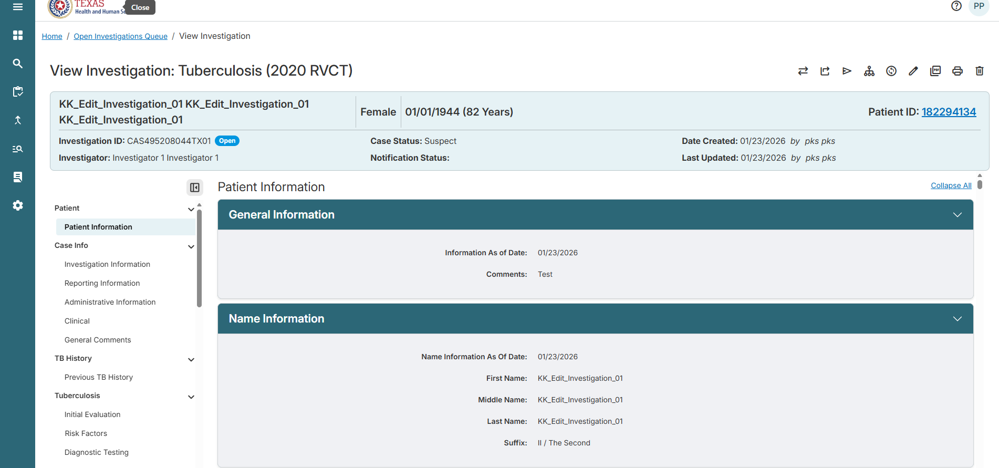 TEXAS
Health and Human
Close
PP
Home / Open Investigations Queue / View Investigation
View Investigation: Tuberculosis (2020 RVCT)
PDF
KK_Edit_Investigation_01 KK_Edit_Investigation_01
KK_Edit_Investigation_01
Female
01/01/1944 (82 Years)
Patient ID: 182294134
Investigation ID: CAS495208044TX01 Open
Case Status: Suspect
Date Created: 01/23/2026 by pks pks
Investigator: Investigator 1 Investigator 1
Notification Status:
Last Updated: 01/23/2026 by pks pks
Patient
Patient Information
Case Info
Investigation Information
Reporting Information
Administrative Information
Clinical
General Comments
TB History
Previous TB History
Tuberculosis
Initial Evaluation
Risk Factors
Diagnostic Testing
Patient Information
Collapse All
General Information
Information As of Date: 01/23/2026
Comments: Test
Name Information
Name Information As Of Date: 01/23/2026
First Name: KK_Edit_Investigation_01
Middle Name: KK_Edit_Investigation_01
Last Name: KK_Edit_Investigation_01
Suffix: II / The Second